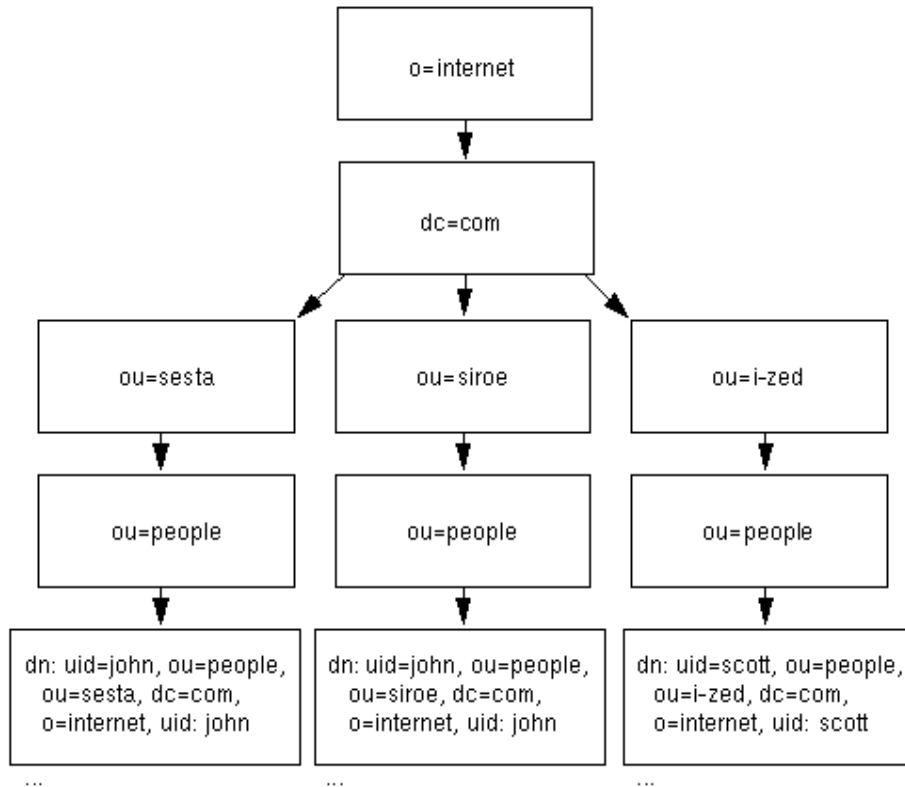 o=internet
dc=com
ou=sesta
ou=siroe
ou=i-zed
ou=people
ou=people
ou=people
dn: uid=john, ou=people,
ou=sesta, dc=com,
o=internet, uid: john
dn: uid=john, ou=people,
ou=siroe, dc=com,
o=internet, uid: john
dn: uid=scott, ou=people,
ou=i-zed, dc=com,
o=internet, uid: scott
...
...
...